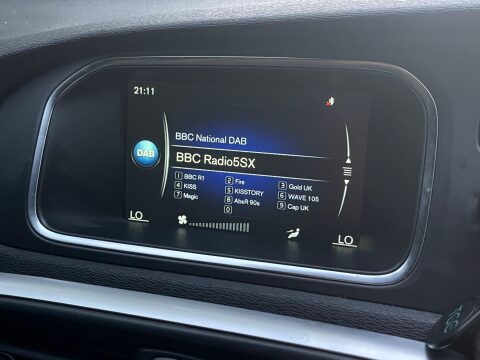 21:11
BBC National DAB
DAB
BBC Radio5SX
1 BBC R1 2 Fire 3 Gold UK
4 KISS 5 KISSTORY 6 WAVE 105
7 Magic 8 AbsR 90s 9 Cap UK
0
LO
LO